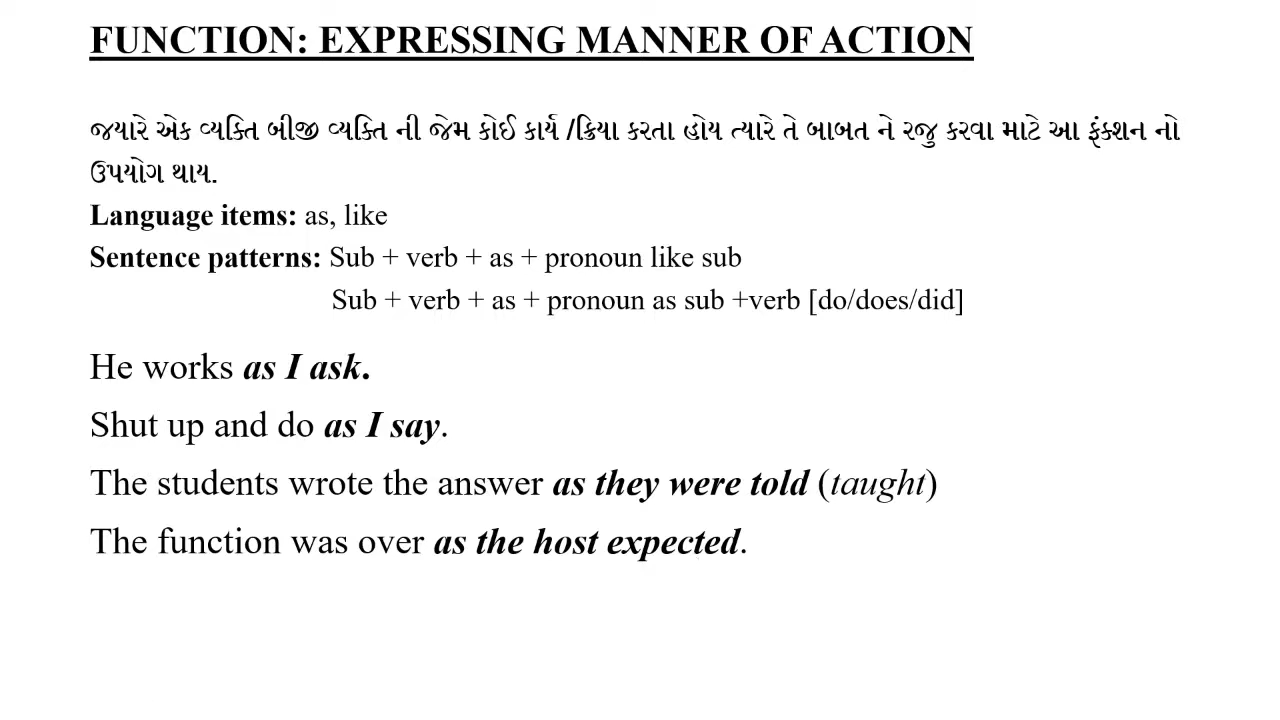 FUNCTION: EXPRESSING MANNER OF ACTION
જયારે એક વ્યક્તિ બીજી વ્યક્તિ ની જેમ કોઈ કાર્ય /ક્રિયા કરતા હોય ત્યારે તે બાબત ને રજુ કરવા માટે આ ફંક્શન નો
ઉપયોગ થાય.
Language items: as, like
Sentence patterns: Sub + verb + as + pronoun like sub
Sub + verb + as + pronoun as sub +verb [do/does/did]
He works as I ask.
Shut up and do as I say.
The students wrote the answer as they were told (taught)
The function was over as the host expected.